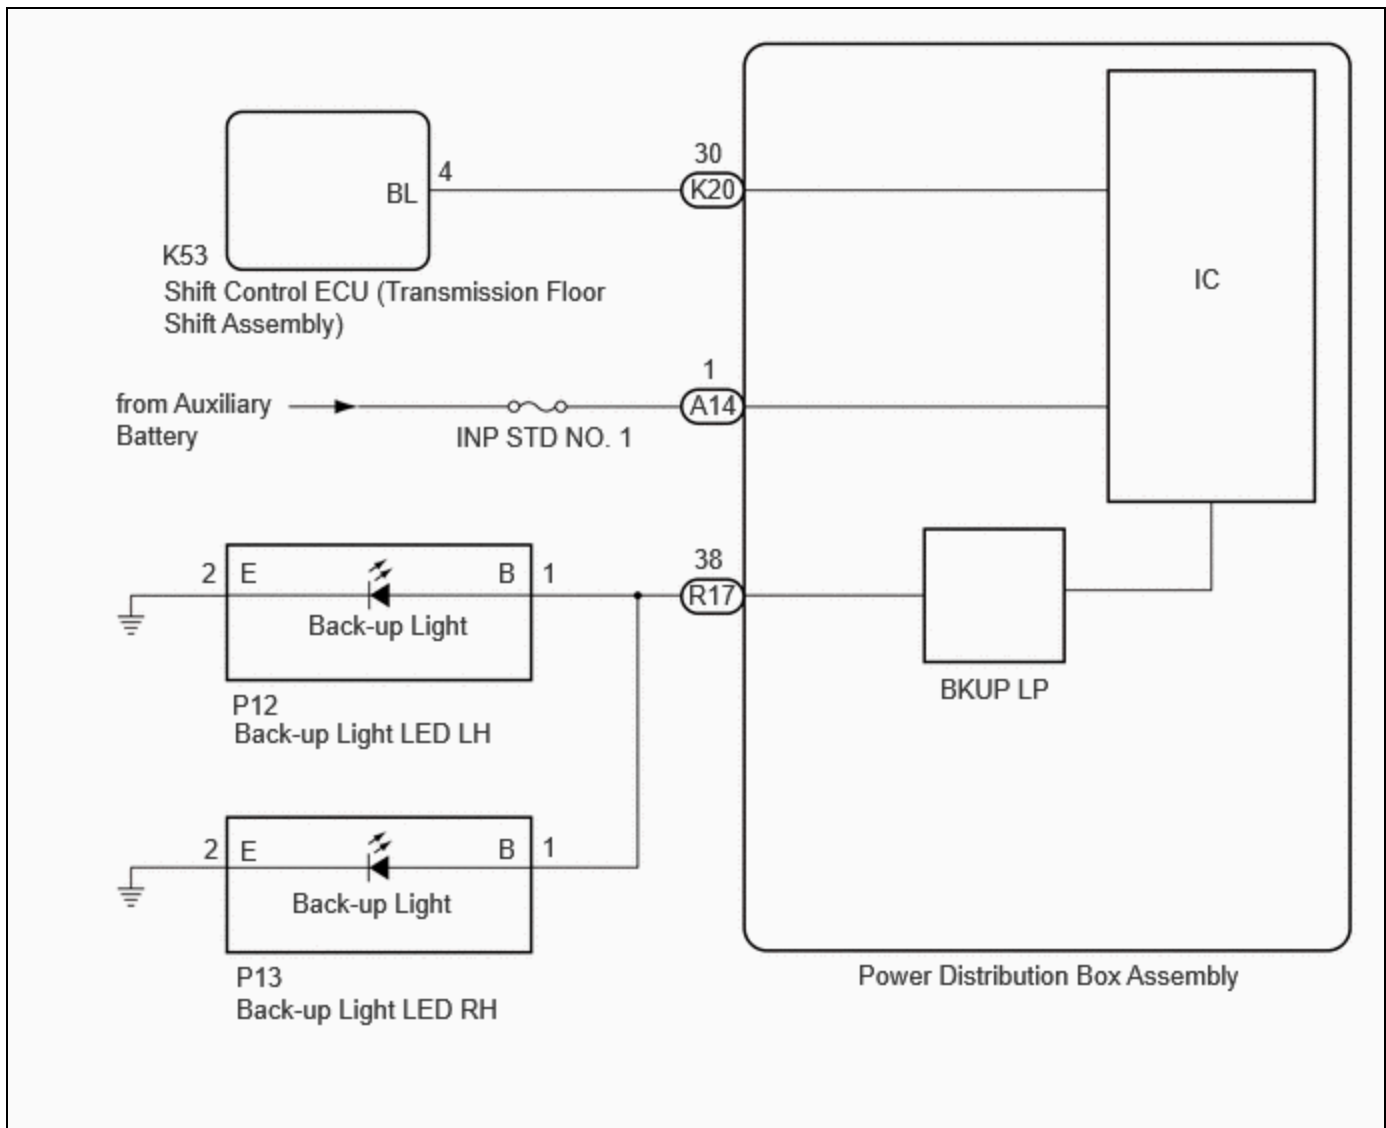 30
4
BL
K20
K53
IC
Shift Control ECU (Transmission Floor
Shift Assembly)
1
from Auxiliary
Battery
A14
INP STD NO. 1
38
2
E
B
1
R17
Back-up Light
BKUP LP
P12
Back-up Light LED LH
2
E
B
1
Back-up Light
P13
Back-up Light LED RH
Power Distribution Box Assembly